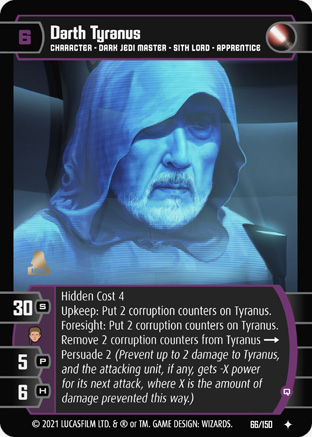 6
Darth Tyranus
CHARACTER - DARK JEDI MASTER - SITH LORD - APPRENTICE
30 S
5 P
6 H
Hidden Cost 4
Upkeep: Put 2 corruption counters on Tyranus.
Foresight: Put 2 corruption counters on Tyranus.
Remove 2 corruption counters from Tyranus →
Persuade 2 (Prevent up to 2 damage to Tyranus,
and the attacking unit, if any, gets -X power
for its next attack, where X is the amount of
damage prevented this way.)
Q
© 2021 LUCASFILM LTD. & ® or TM. GAME DESIGN: WIZARDS.
66/150